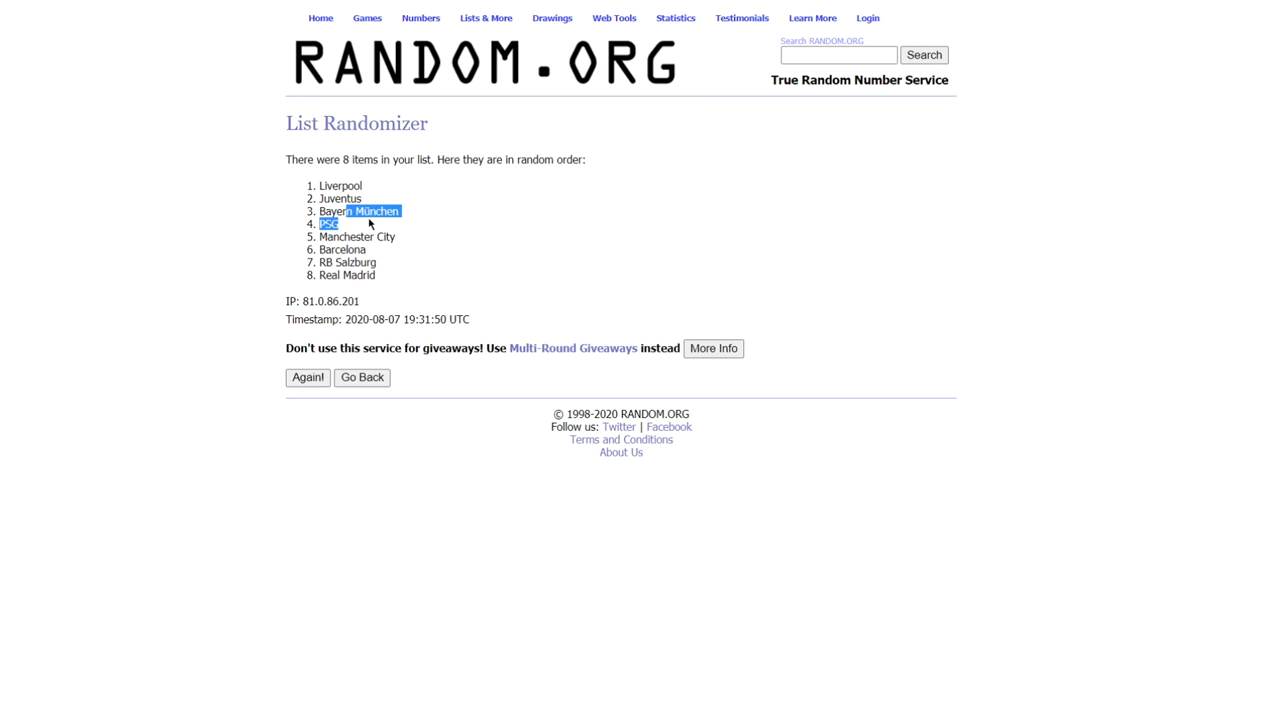 Home Games Numbers Lists & More Drawings Web Tools Statistics Testimonials Learn More Login
RANDOM.ORG
Search RANDOM.ORG
Search
True Random Number Service
List Randomizer
There were 8 items in your list. Here they are in random order:
1. Liverpool
2. Juventus
3. Bayern München
4. PSG
5. Manchester City
6. Barcelona
7. RB Salzburg
8. Real Madrid
IP: 81.0.86.201
Timestamp: 2020-08-07 19:31:50 UTC
Don't use this service for giveaways! Use Multi-Round Giveaways instead More Info
Again! Go Back
© 1998-2020 RANDOM.ORG
Follow us: Twitter | Facebook
Terms and Conditions
About Us